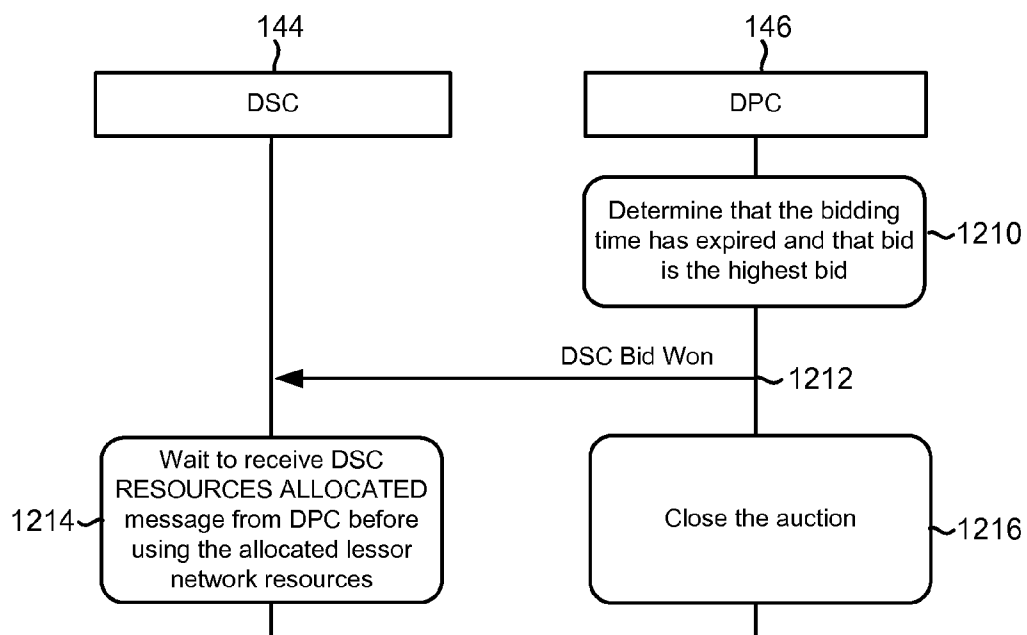 144
146
DSC
DPC
Determine that the bidding
time has expired and that bid
is the highest bid
1210
DSC Bid Won
1212
Wait to receive DSC
RESOURCES ALLOCATED
message from DPC before
using the allocated lessor
network resources
1214
Close the auction
1216